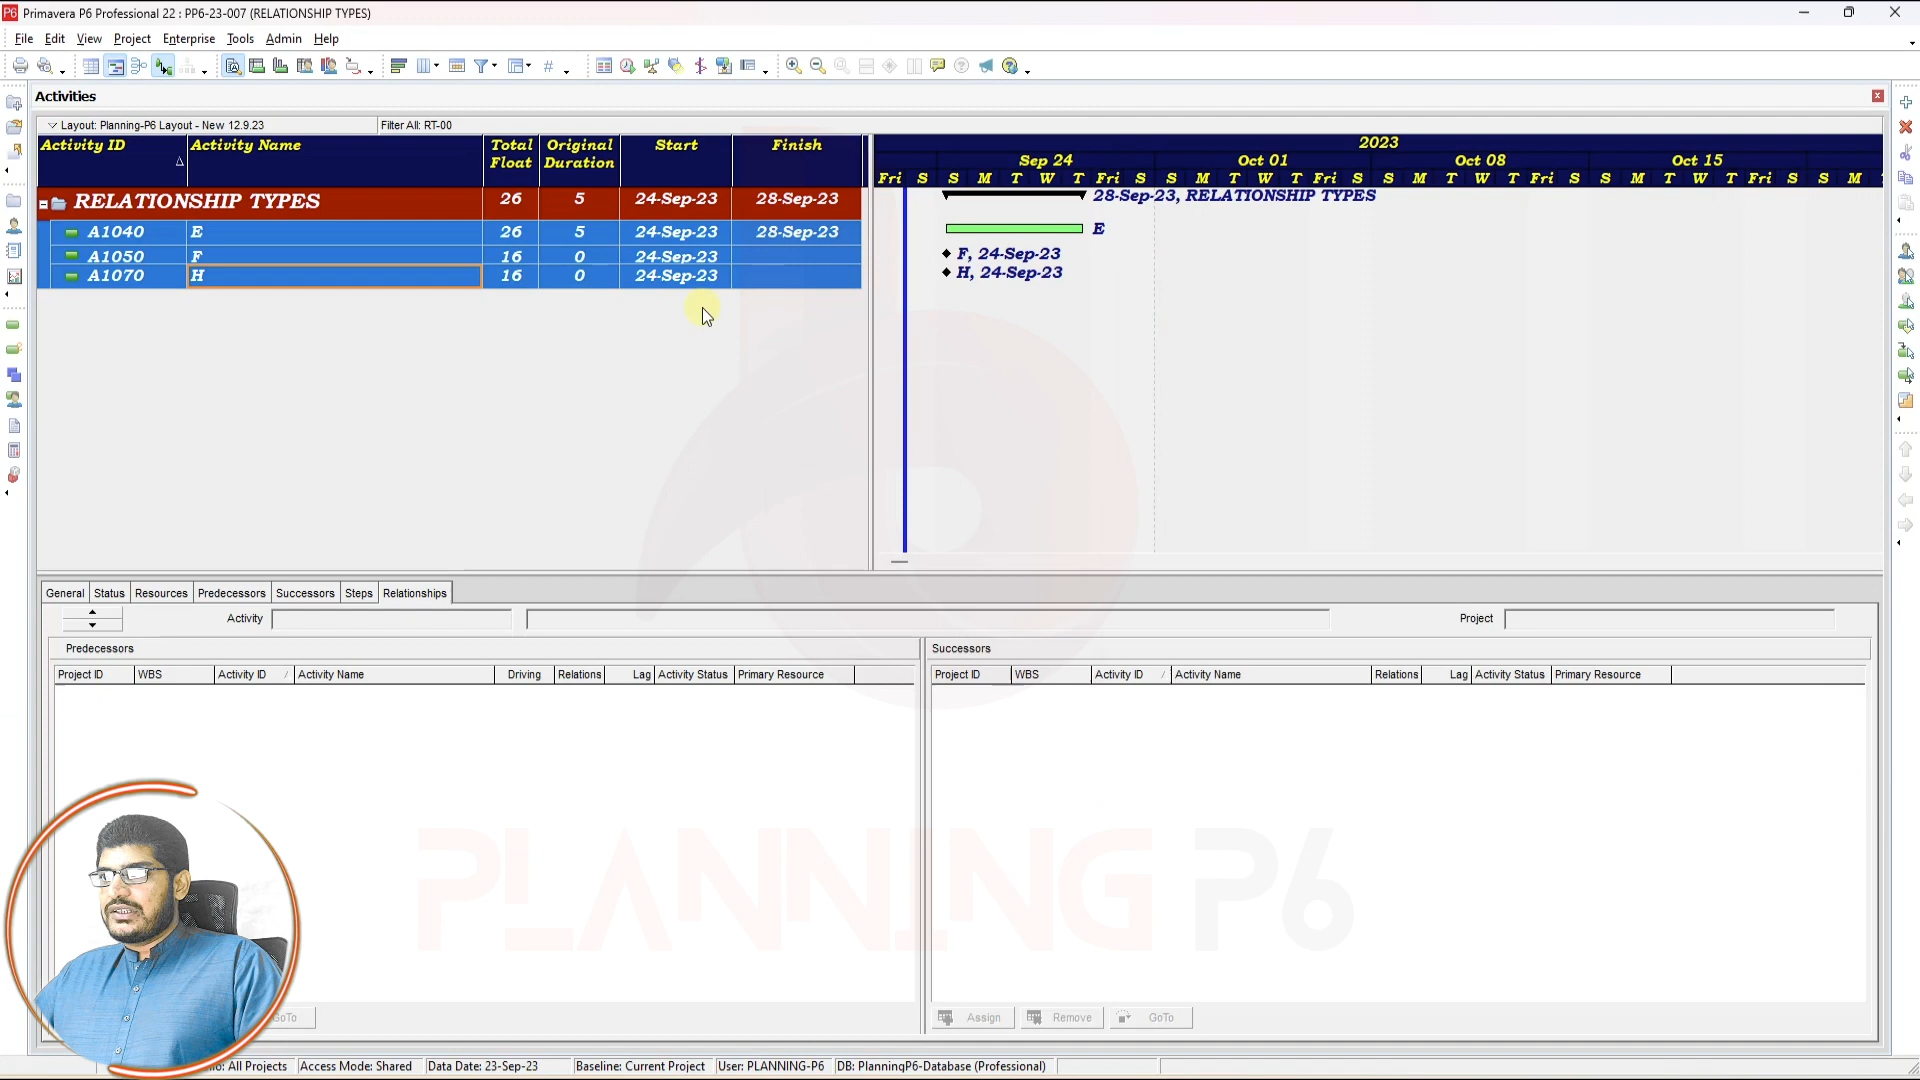 P6 Primavera P6 Professional 22 : PP6-23-007 (RELATIONSHIP TYPES)
File Edit View Project Enterprise Tools Admin Help
Activities
Layout: Planning-P6 Layout - New 12.9.23 Filter All: RT-00
Activity ID Activity Name Total Float Original Duration Start Finish
2023
Sep 24 Oct 01 Oct 08 Oct 15
Fri S S M T W T Fri S S M T W T Fri S S M T W T Fri S S M T W T Fri S S M
RELATIONSHIP TYPES 26 5 24-Sep-23 28-Sep-23
28-Sep-23, RELATIONSHIP TYPES
A1040 E 26 5 24-Sep-23 28-Sep-23
E
A1050 F 16 0 24-Sep-23
F, 24-Sep-23
A1070 H 16 0 24-Sep-23
H, 24-Sep-23
General Status Resources Predecessors Successors Steps Relationships
Activity Project
Predecessors Successors
Project ID WBS Activity ID Activity Name Driving Relations Lag Activity Status Primary Resource
Project ID WBS Activity ID Activity Name Relations Lag Activity Status Primary Resource
PLANNING P6
GoTo Assign Remove GoTo
All Projects Access Mode: Shared Data Date: 23-Sep-23 Baseline: Current Project User: PLANNING-P6 DB: PlanningP6-Database (Professional)